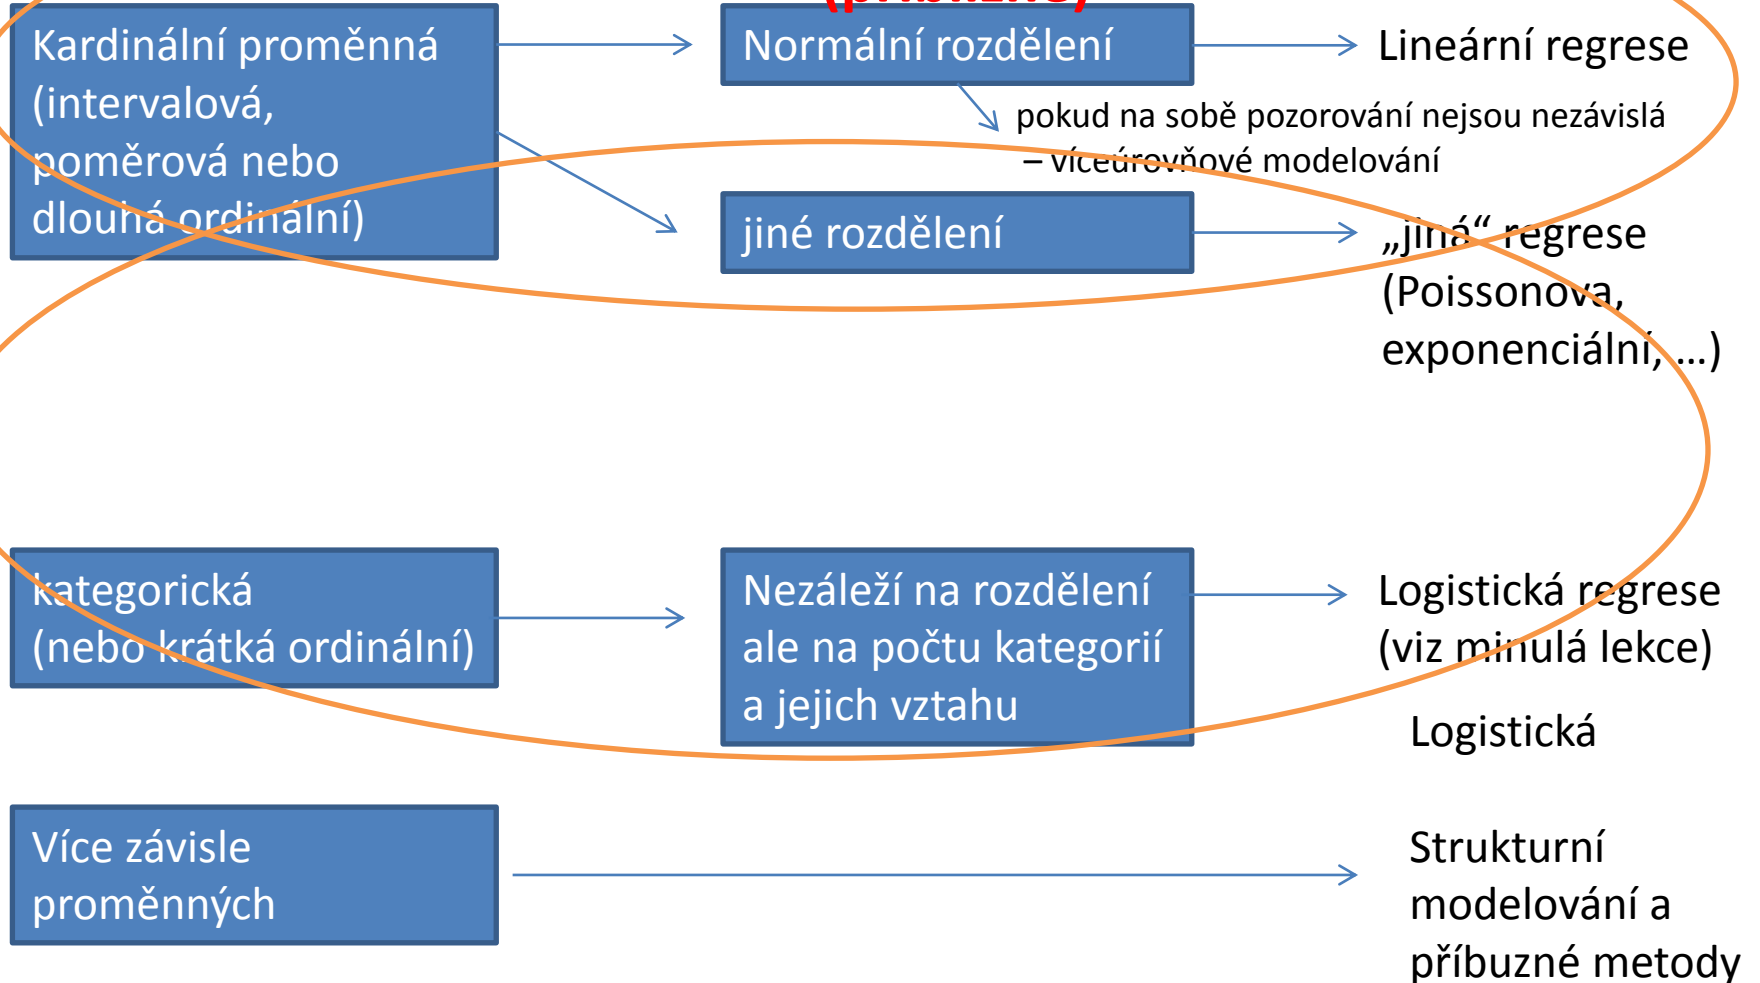 (přibližně)
Kardinální proměnná
(intervalová,
poměrová nebo
dlouhá ordinální)
Normální rozdělení
Lineární regrese
pokud na sobě pozorování nejsou nezávislá
– víceúrovňové modelování
jiné rozdělení
„jiná“ regrese
(Poissonova,
exponenciální, …)
kategorická
(nebo krátká ordinální)
Nezáleží na rozdělení
ale na počtu kategorií
a jejich vztahu
Logistická regrese
(viz minulá lekce)
Logistická
Více závisle
proměnných
Strukturní
modelování a
příbuzné metody